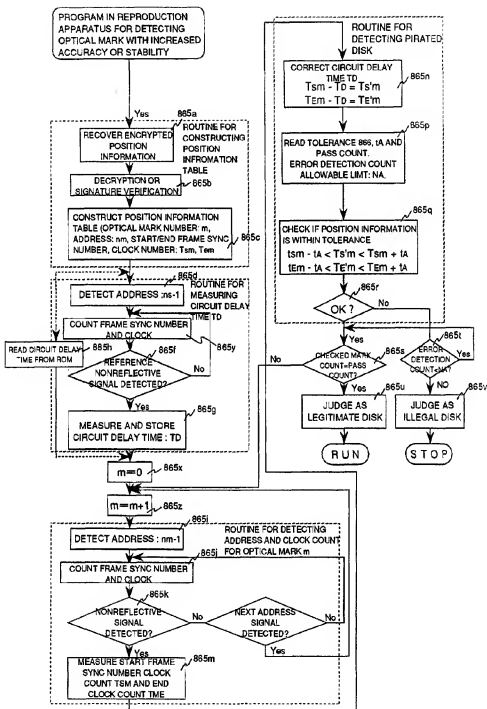 PROGRAM IN REPRODUCTION
APPARATUS FOR DETECTING
OPTICAL MARK WITH INCREASED
ACCURACY OR STABILITY
Yes
865a
RECOVER ENCRYPTED
POSITION
INFORMATION
ROUTINE FOR
CONSTRUCTING
POSITION
INFROMATION
TABLE
DECRYPTION OR
SIGNATURE VERIFICATION
865b
CONSTRUCT POSITION INFORMATION
TABLE (OPTICAL MARK NUMBER: m,
ADDRESS: nm, START/END FRAME SYNC
NUMBER, CLOCK NUMBER: Tsm, Tem
865c
865d
DETECT ADDRESS :ns-1
ROUTINE FOR
MEASURING
CIRCUIT DELAY
TIME TD
COUNT FRAME SYNC NUMBER
AND CLOCK
865y
READ CIRCUIT DELAY
TIME FROM ROM
865h
865f
REFERENCE
NONREFLECTIVE
SIGNAL DETECTED?
No
Yes
865g
MEASURE AND STORE
CIRCUIT DELAY TIME : TD
m=0
865x
m=m+1
865z
865i
DETECT ADDRESS : nm-1
ROUTINE FOR DETECTING
ADDRESS AND CLOCK COUNT
FOR OPTICAL MARK m
865j
COUNT FRAME SYNC NUMBER
AND CLOCK
865k
NONREFLECTIVE
SIGNAL
DETECTED?
No
NEXT ADDRESS
SIGNAL
DETECTED?
No
Yes
Yes
MEASURE START FRAME
SYNC NUMBER CLOCK
COUNT TSM AND END
CLOCK COUNT TME
865m
ROUTINE FOR
DETECTING PIRATED
DISK
CORRECT CIRCUIT DELAY
TIME TD
Tsm - TD = Ts'm
TEm - TD = TE'm
865n
865p
READ TOLERANCE 866, tA AND
PASS COUNT.
ERROR DETECTION COUNT
ALLOWABLE LIMT: NA.
865q
CHECK IF POSITION INFORMATION
IS WITHIN TOLERANCE
tsm - tA < Ts'm < Tsm + tA
tEm - tA < TE'm < TEm + tA
865r
OK ?
No
Yes
No
CHECKED MARK
COUNT=PASS
COUNT?
865s
865t
Yes
ERROR
DETECTION
COUNT<NA?
Yes
865u
NO
865v
JUDGE AS
LEGITIMATE DISK
JUDGE AS
ILLEGAL DISK
RUN
STOP